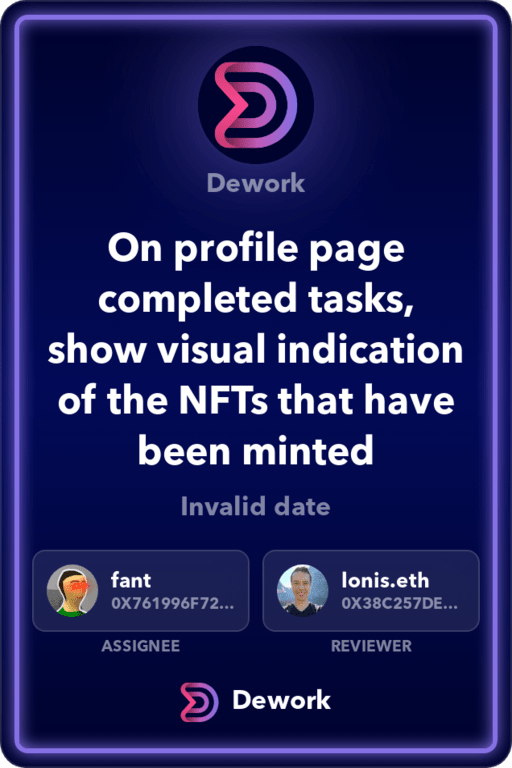 Dework
On profile page
completed tasks,
show visual indication
of the NFTs that have
been minted
Invalid date
fant
0X761996F72...
lonis.eth
0X38C257DE...
ASSIGNEE
REVIEWER
Dework